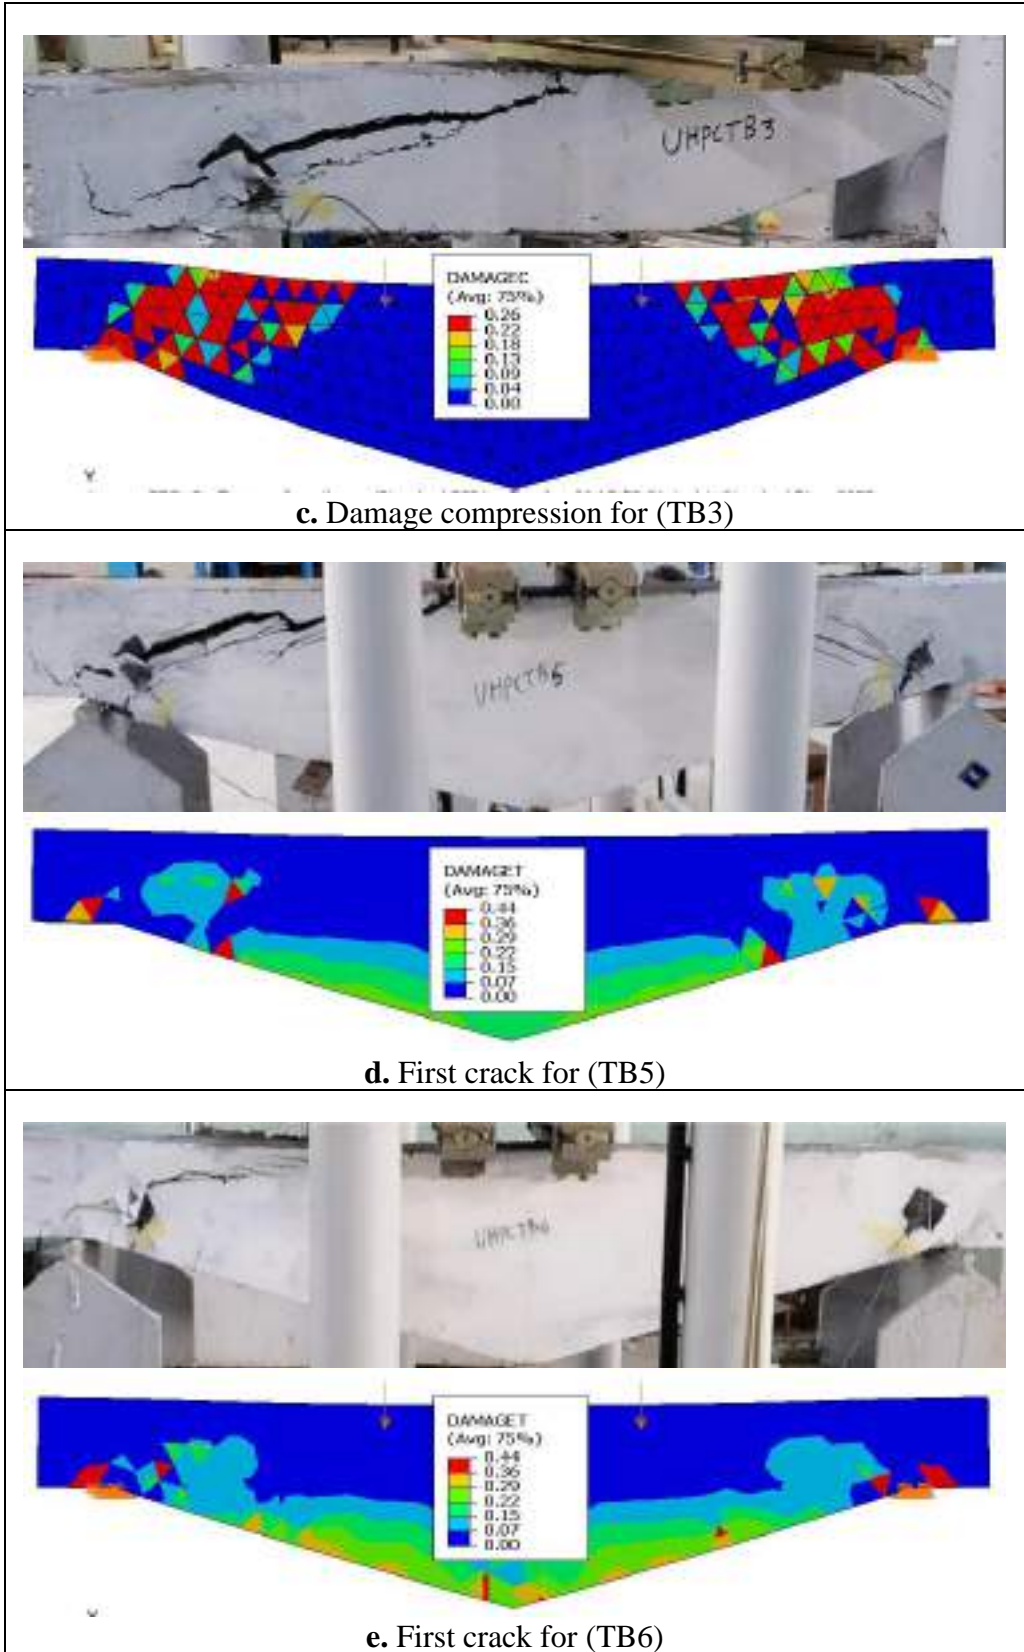 UHPCTB3
DAMAGEC
(Avg: 75%)
0.26
0.22
0.18
0.13
0.09
0.04
0.00
Y
c. Damage compression for (TB3)
UHPCTB5
DAMAGET
(Avg: 75%)
0.44
0.36
0.29
0.22
0.15
0.07
0.00
d. First crack for (TB5)
UHPCTB6
DAMAGET
(Avg: 75%)
0.44
0.36
0.29
0.22
0.15
0.07
0.00
e. First crack for (TB6)